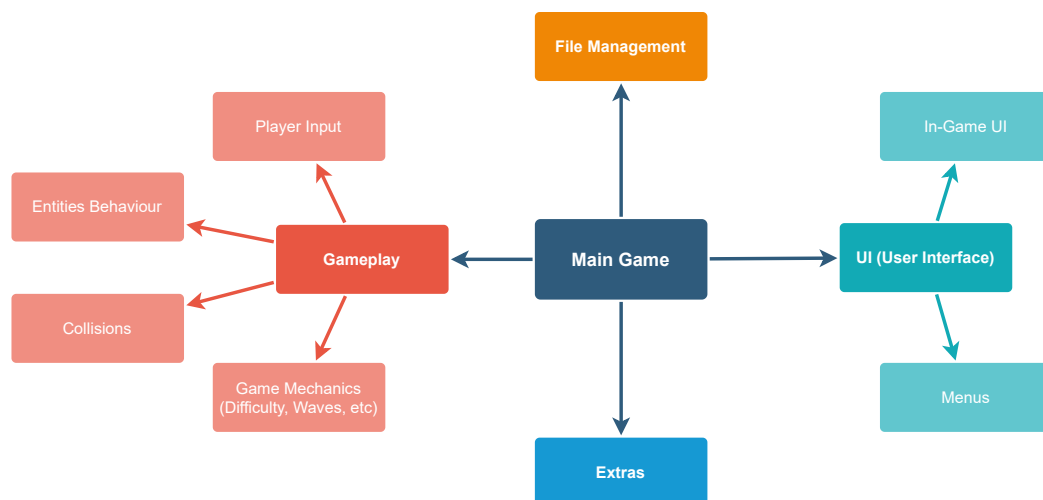 File Management
Player Input
In-Game UI
Entities Behaviour
Gameplay
Main Game
UI (User Interface)
Collisions
Game Mechanics
(Difficulty, Waves, etc)
Menus
Extras